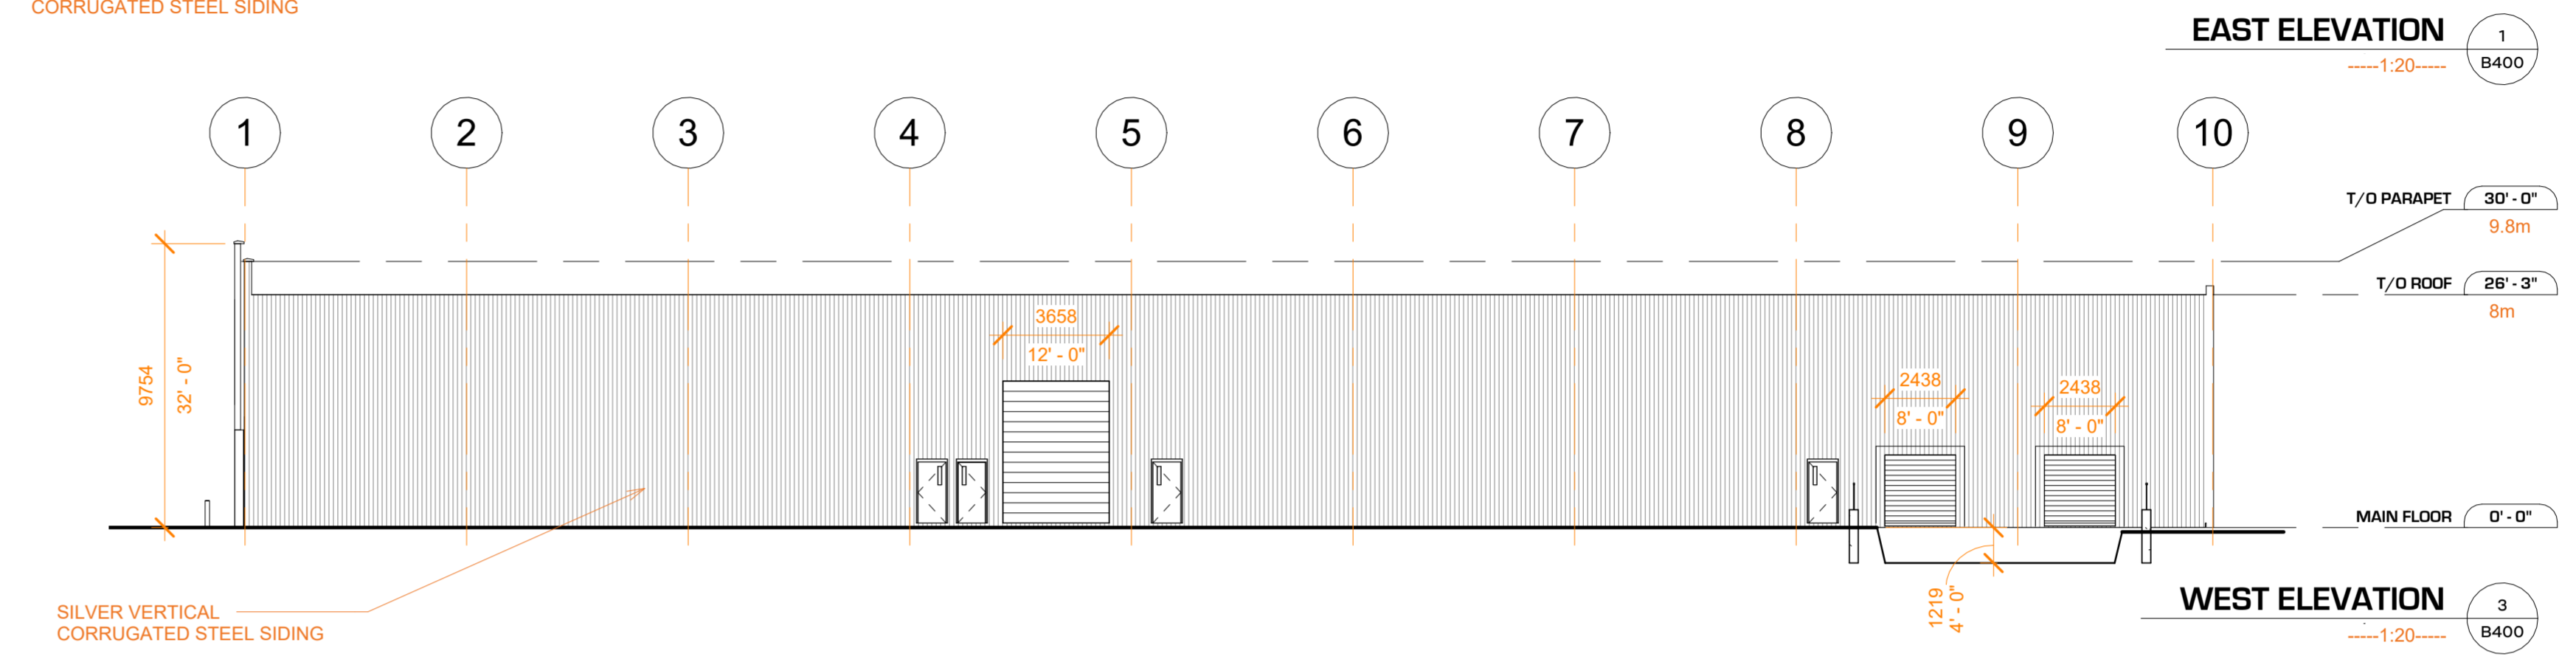 CORRUGATED STEEL SIDING
EAST ELEVATION
1
B400
-----1:20-----
1
2
3
4
5
6
7
8
9
10
T/O PARAPET
30' - 0"
9.8m
T/O ROOF
26' - 3"
8m
9754
32' - 0"
3658
12' - 0"
2438
8' - 0"
2438
8' - 0"
MAIN FLOOR
0' - 0"
1219
4' - 0"
SILVER VERTICAL
CORRUGATED STEEL SIDING
WEST ELEVATION
3
B400
-----1:20-----